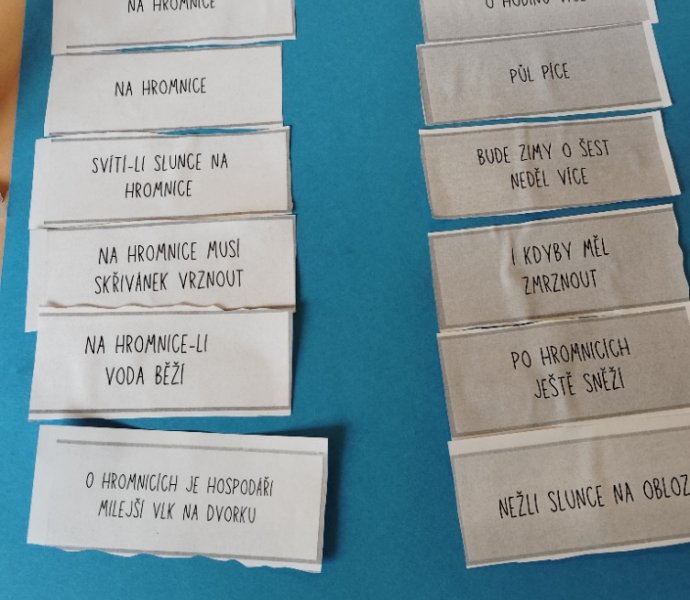 NA HROMNICE
O HODINU VÍCE
NA HROMNICE
PŮL PÍCE
SVÍTÍ-LI SLUNCE NA
HROMNICE
BUDE ZIMY O ŠEST
NEDĚL VÍCE
NA HROMNICE MUSÍ
SKŘIVÁNEK VRZNOUT
I KDYBY MĚL
ZMRZNOUT
NA HROMNICE-LI
VODA BĚŽÍ
PO HROMNICÍCH
JEŠTĚ SNĚŽÍ
O HROMNICÍCH JE HOSPODÁŘI
MILEJŠÍ VLK NA DVORKU
NEŽLI SLUNCE NA OBLOZ